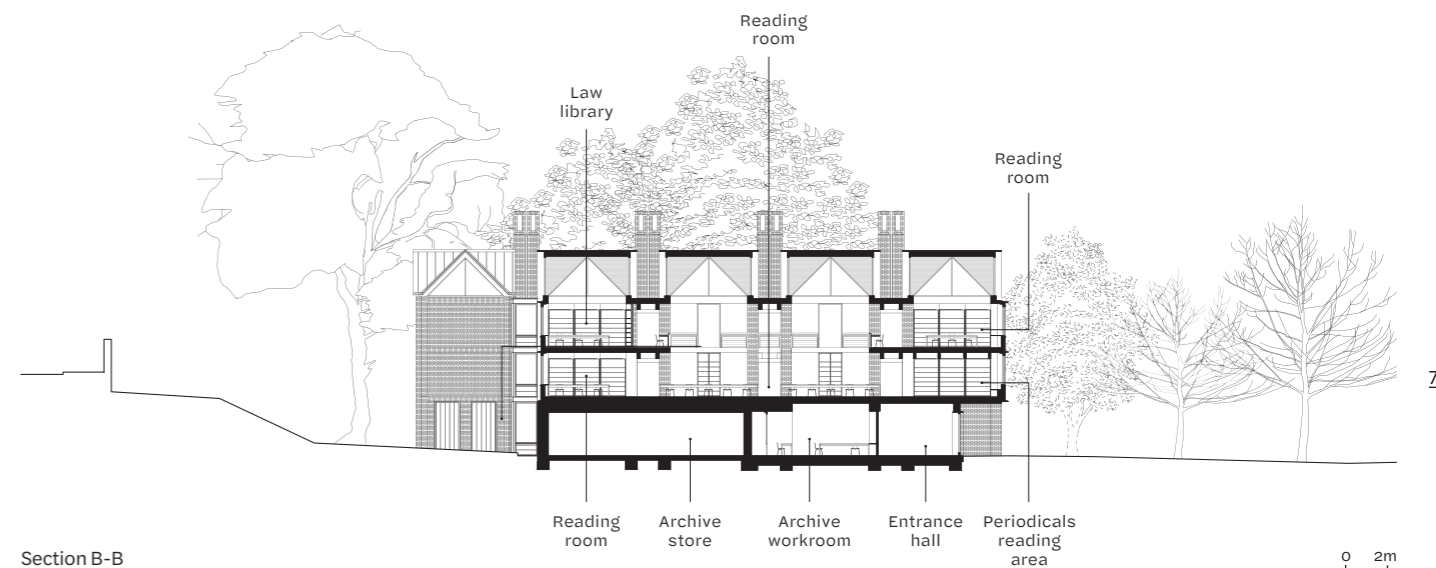 Reading
room
Law
library
Reading
room
7
Reading
room
Archive
store
Archive
workroom
Entrance
hall
Periodicals
reading
area
Section B-B
0 2m